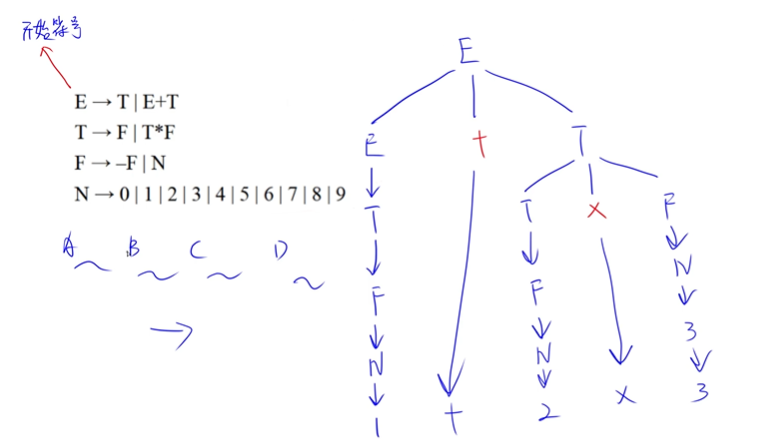 开始符号
E → T | E+T
T → F | T*F
F → –F | N
N → 0 | 1 | 2 | 3 | 4 | 5 | 6 | 7 | 8 | 9
A B C D
E
E + T
T T × F
F F N
N N 3
1 + 2 × 3